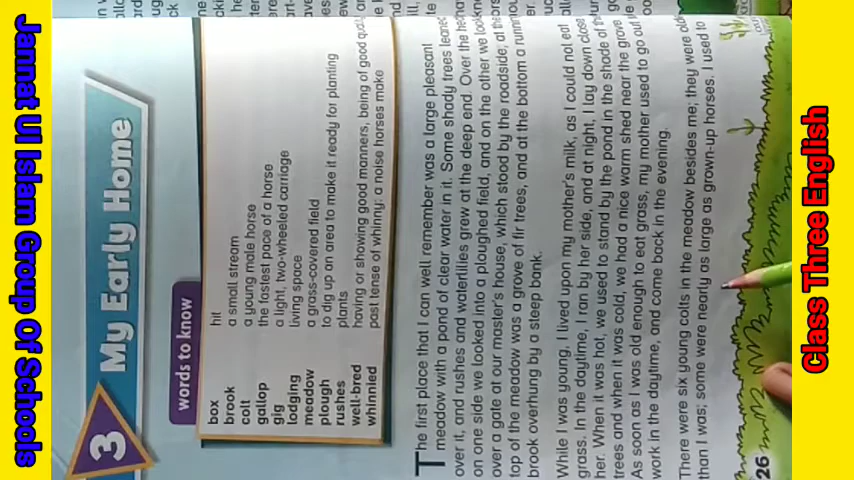 Jannat Ul Islam Group Of Schools
3
My Early Home
words to know
box hit
brook a small stream
colt a young male horse
gallop the fastest pace of a horse
gig a light, two-wheeled carriage
lodging living space
meadow a grass-covered field
plough to dig up an area to make it ready for planting
rushes plants
well-bred having or showing good manners, being of good
whinnied past tense of whinny: a noise horses make
The first place that I can well remember was a large pleasant
meadow with a pond of clear water in it. Some shady trees leaned
over it, and rushes and waterlilies grew at the deep end. Over the
on one side we looked into a ploughed field, and on the other we
over a gate at our master's house, which stood by the roadside; at the
top of the meadow was a grove of fir trees, and at the bottom a
brook overhung by a steep bank.
While I was young, I lived upon my mother's milk, as I could not eat
grass. In the daytime, I ran by her side, and at night, I lay down close
her. When it was hot, we used to stand by the pond in the shade of
trees and when it was cold, we had a nice warm shed near the grove
As soon as I was old enough to eat grass, my mother used to go out
work in the daytime, and come back in the evening.
There were six young colts in the meadow besides me; they were
than I was; some were nearly as large as grown-up horses. I used to
26
Class Three English